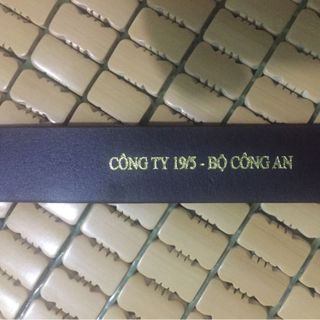 CÔNG TY 19/5 - BỘ CÔNG AN